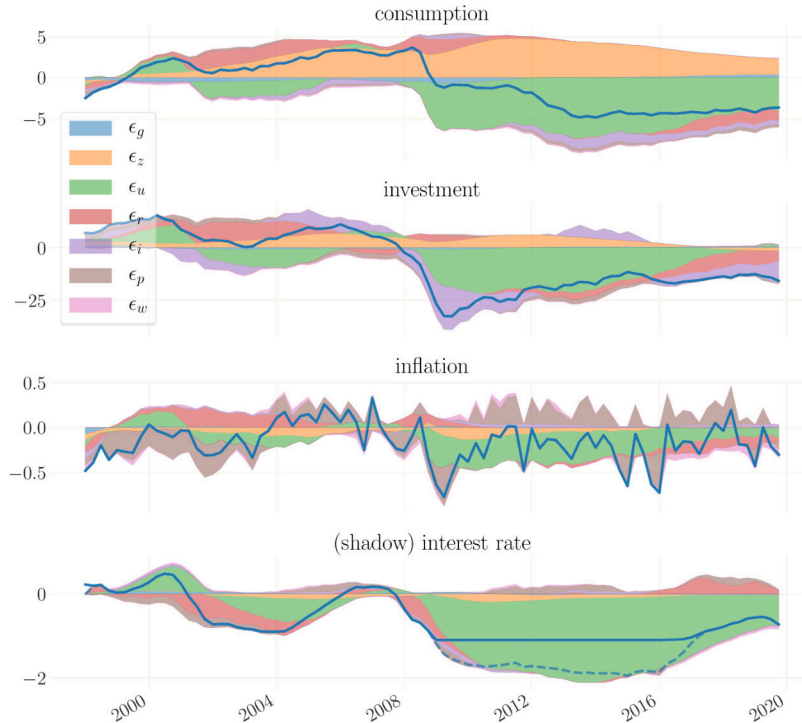 consumption
5
0
−5
ϵg
ϵz
ϵu
ϵr
ϵi
ϵp
ϵw
investment
0
−25
inflation
0.5
0.0
−0.5
(shadow) interest rate
0
−2
2000 2004 2008 2012 2016 2020